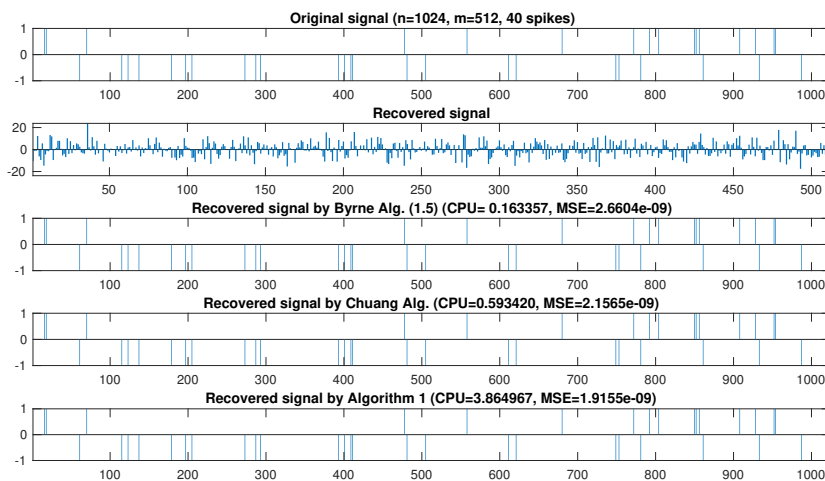 Original signal (n=1024, m=512, 40 spikes)
1
0
-1
100 200 300 400 500 600 700 800 900 1000
Recovered signal
20
0
-20
50 100 150 200 250 300 350 400 450 500
Recovered signal by Byrne Alg. (1.5) (CPU= 0.163357, MSE=2.6604e-09)
1
0
-1
100 200 300 400 500 600 700 800 900 1000
Recovered signal by Chuang Alg. (CPU=0.593420, MSE=2.1565e-09)
1
0
-1
100 200 300 400 500 600 700 800 900 1000
Recovered signal by Algorithm 1 (CPU=3.864967, MSE=1.9155e-09)
1
0
-1
100 200 300 400 500 600 700 800 900 1000